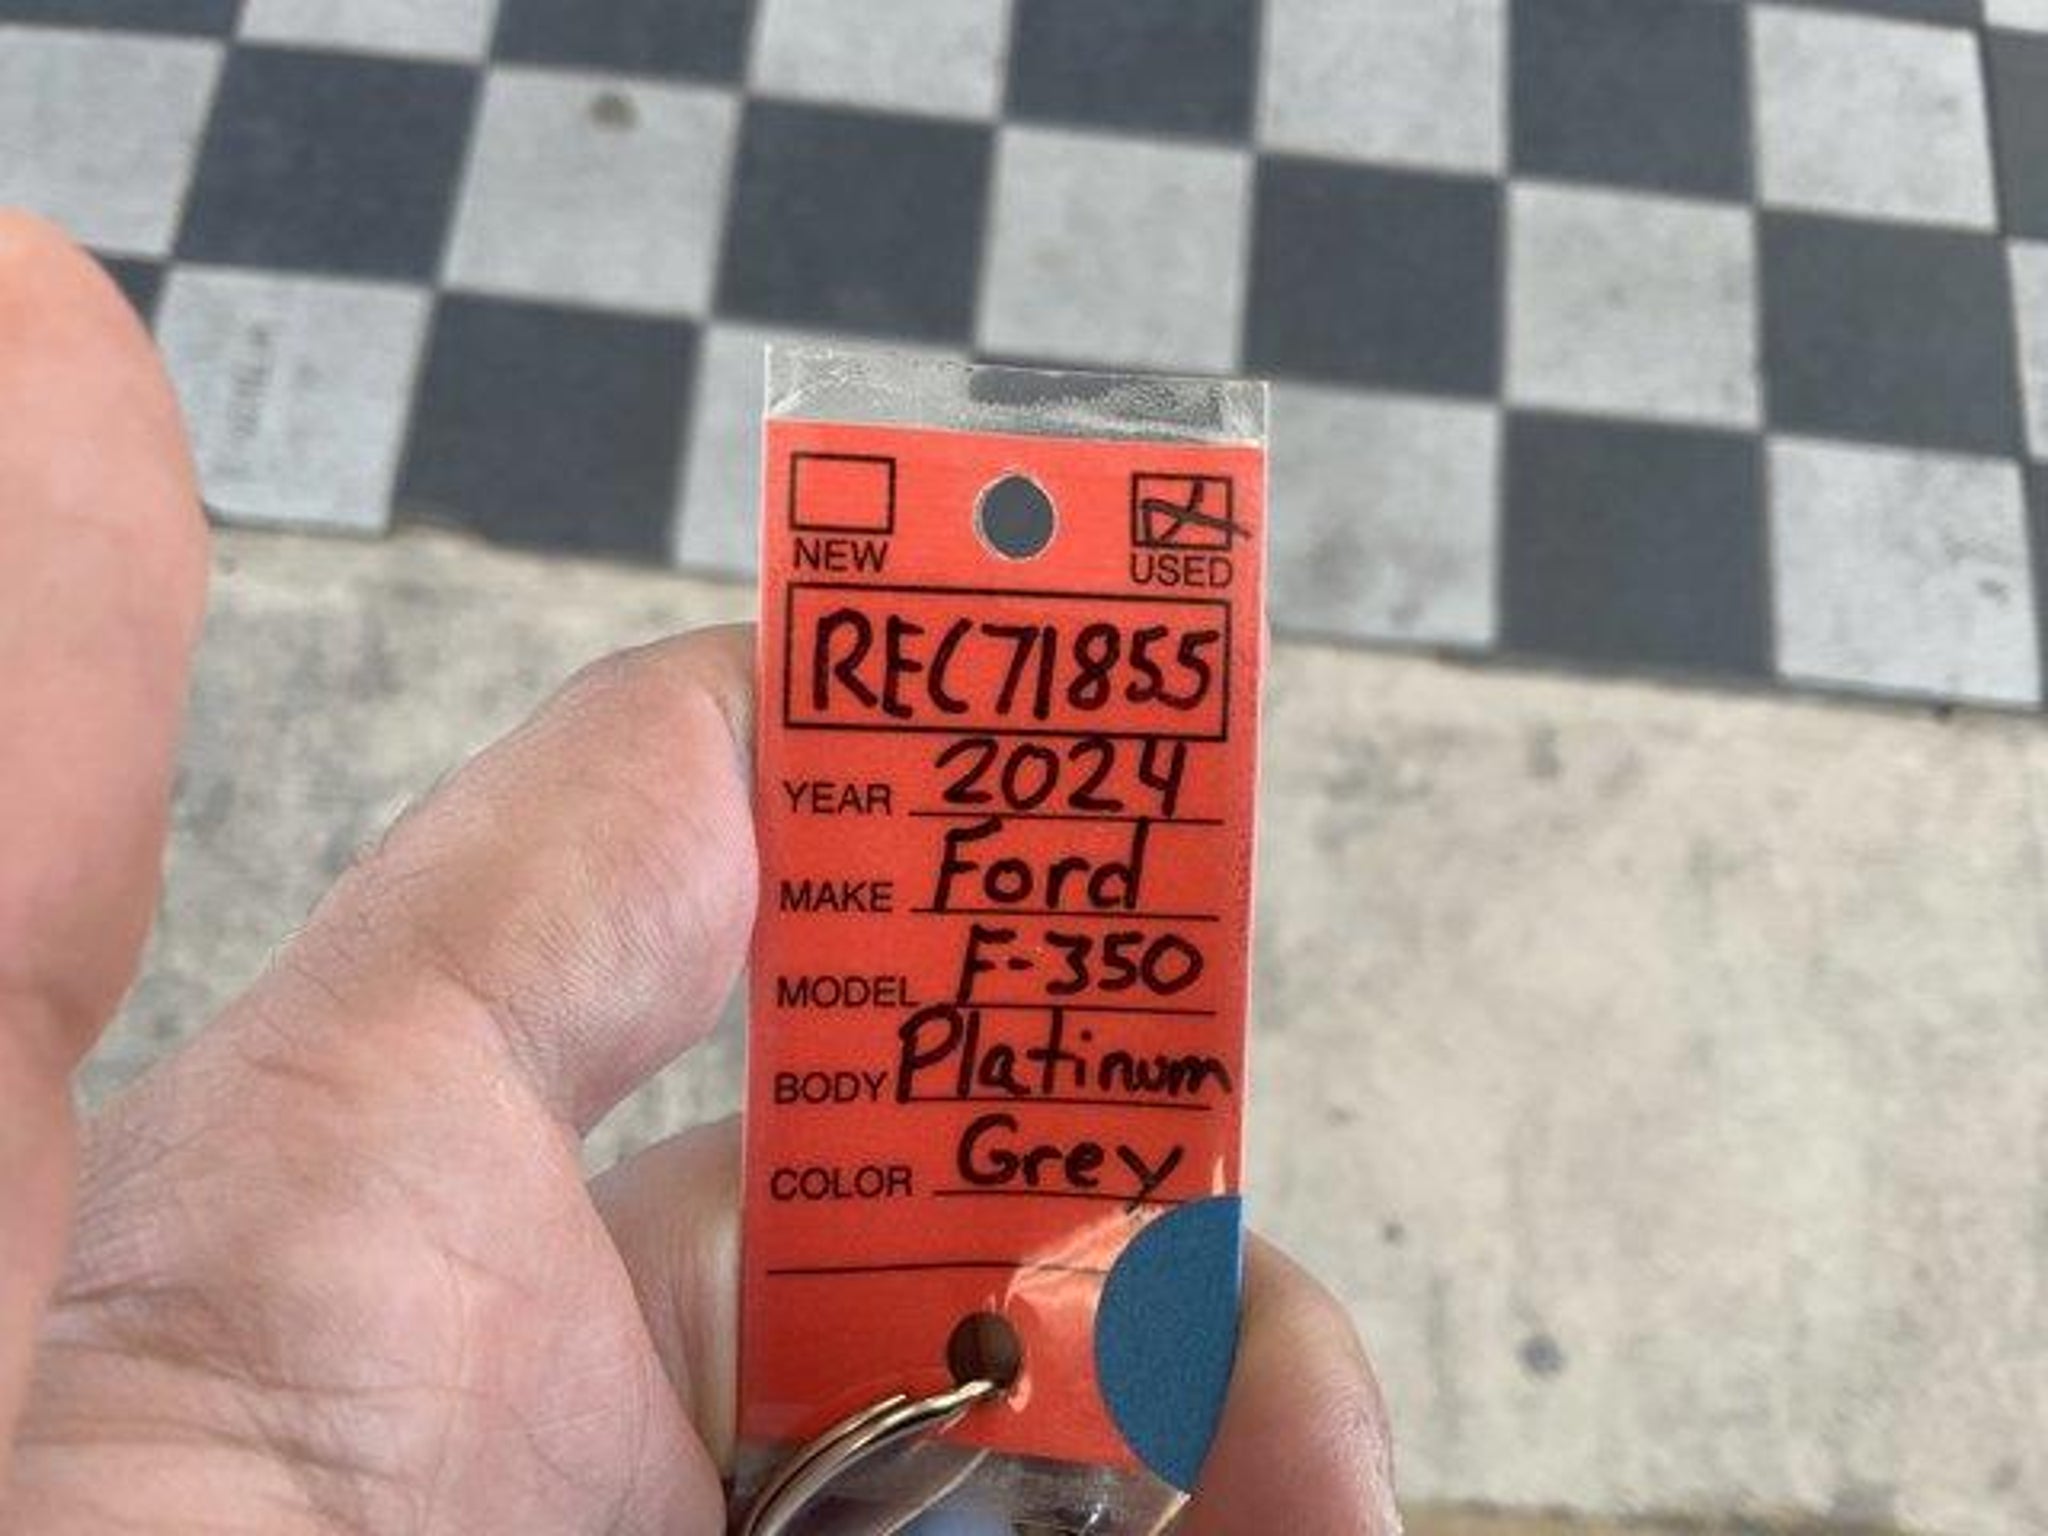 NEW USED
REC71855
YEAR 2024
MAKE Ford
MODEL F-350
BODY Platinum
COLOR Grey